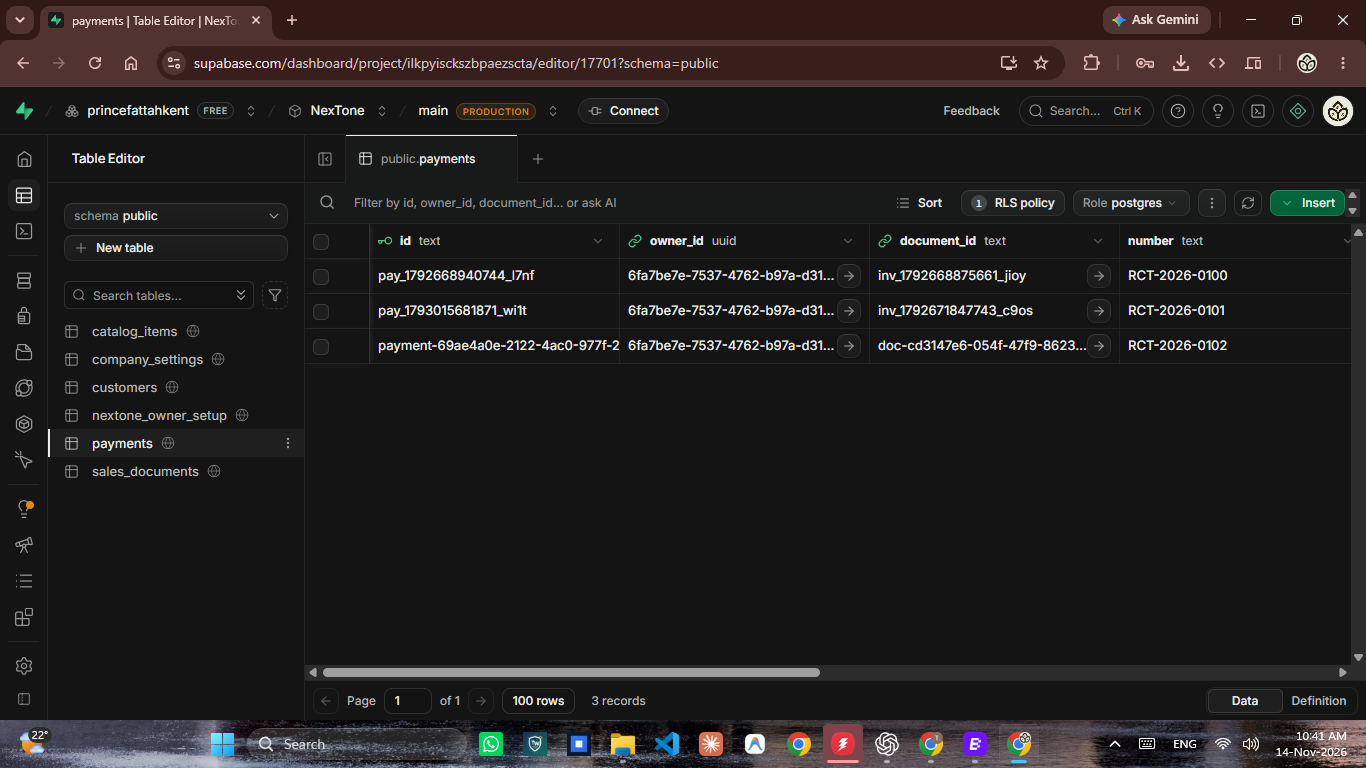 payments | Table Editor | NexTo
Ask Gemini
supabase.com/dashboard/project/ilkpyisckszbpaezscta/editor/17701?schema=public
princefattahkent FREE / NexTone / main PRODUCTION Connect Feedback Search... Ctrl K
Table Editor
public.payments
schema public
Filter by id, owner_id, document_id... or ask AI Sort 1 RLS policy Role postgres Insert
New table
id text owner_id uuid document_id text number text
pay_1792668940744_l7nf 6fa7be7e-7537-4762-b97a-d31... inv_1792668875661_jioy RCT-2026-0100
Search tables...
pay_1793015681871_wi1t 6fa7be7e-7537-4762-b97a-d31... inv_1792671847743_c9os RCT-2026-0101
catalog_items
payment-69ae4a0e-2122-4ac0-977f-2 6fa7be7e-7537-4762-b97a-d31... doc-cd3147e6-054f-47f9-8623... RCT-2026-0102
company_settings
customers
nextone_owner_setup
payments
sales_documents
Page 1 of 1 100 rows 3 records Data Definition
22°
Search
ENG
10:41 AM
14-Nov-2026